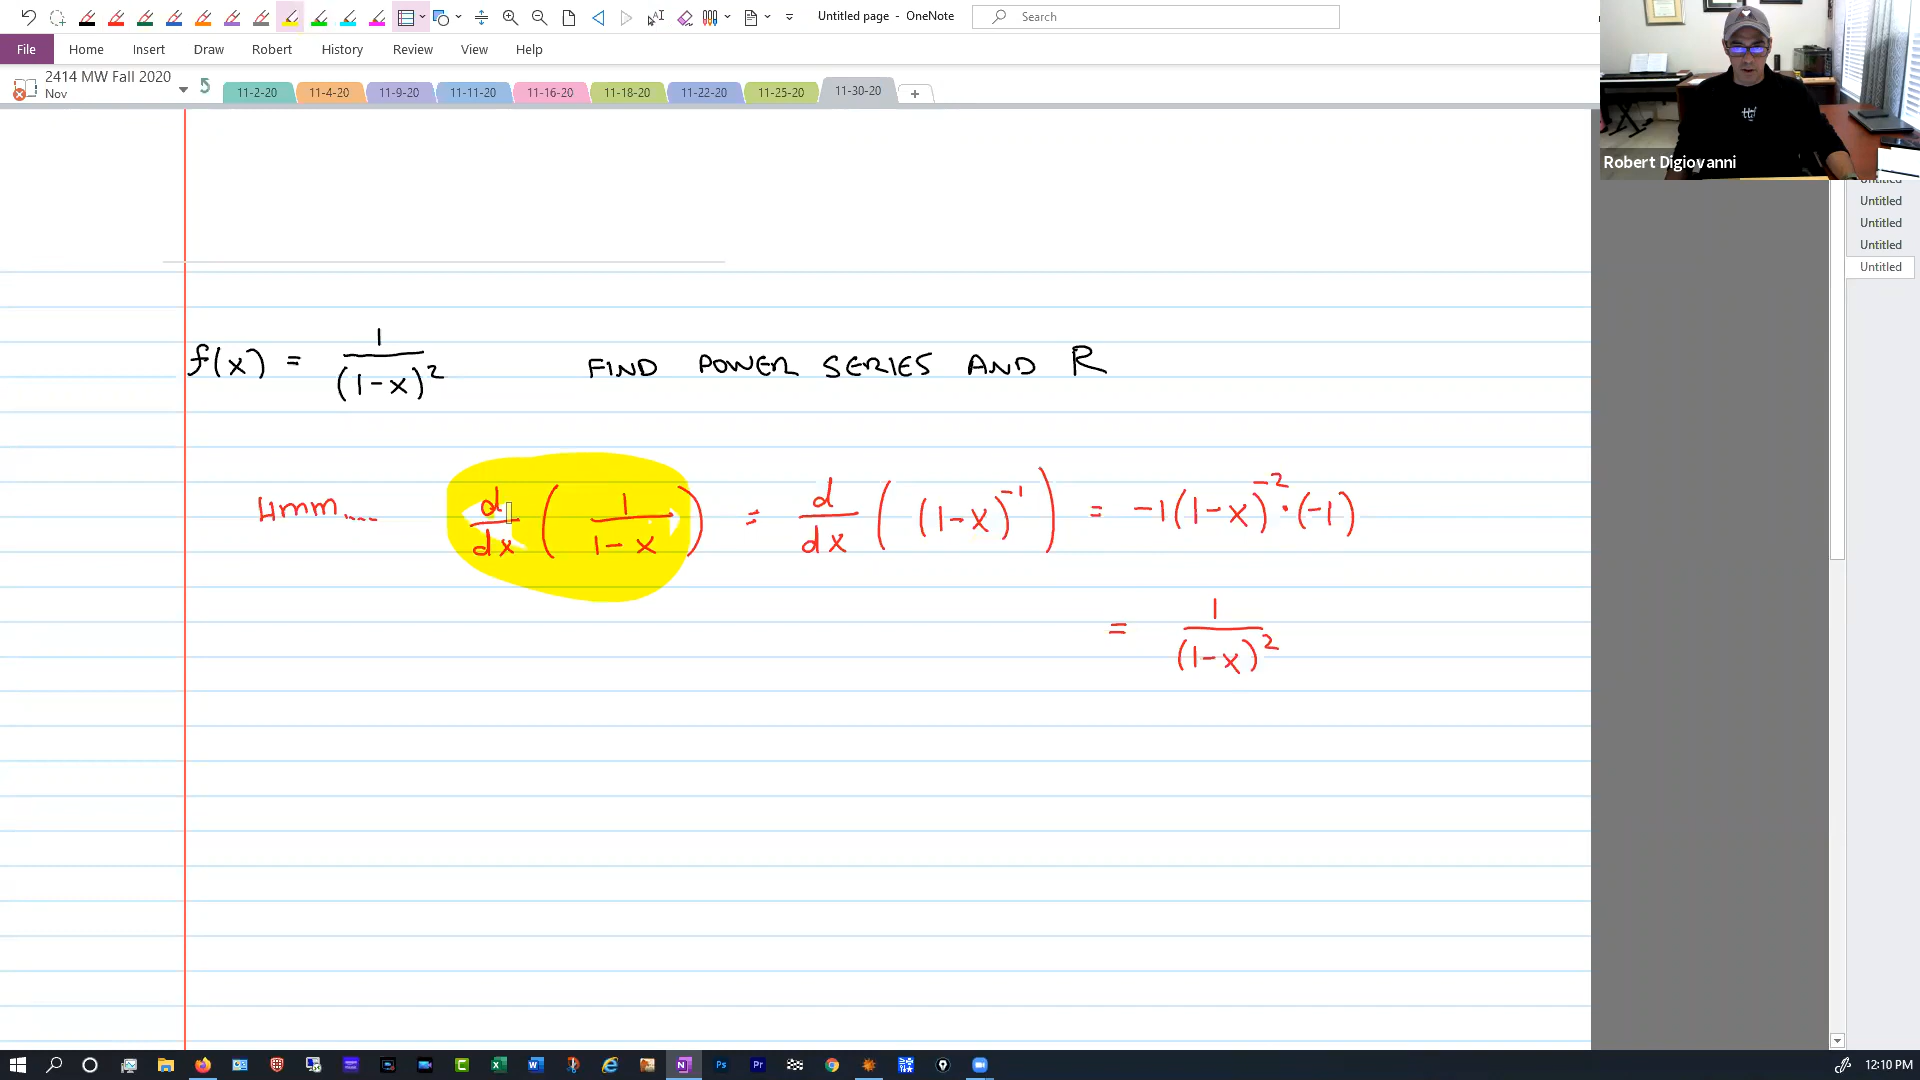 Untitled page - OneNote
Search
File Home Insert Draw Robert History Review View Help
2414 MW Fall 2020
Nov
11-2-20 11-4-20 11-9-20 11-11-20 11-16-20 11-18-20 11-22-20 11-25-20 11-30-20 +
Robert Digiovanni
Untitled
Untitled
Untitled
Untitled
Untitled
f(x) = 1/(1-x)^2 FIND POWER SERIES AND R
Hmm.... d/dx (1/(1-x)) = d/dx ((1-x)^-1) = -1(1-x)^-2 · (-1)
= 1/(1-x)^2
12:10 PM